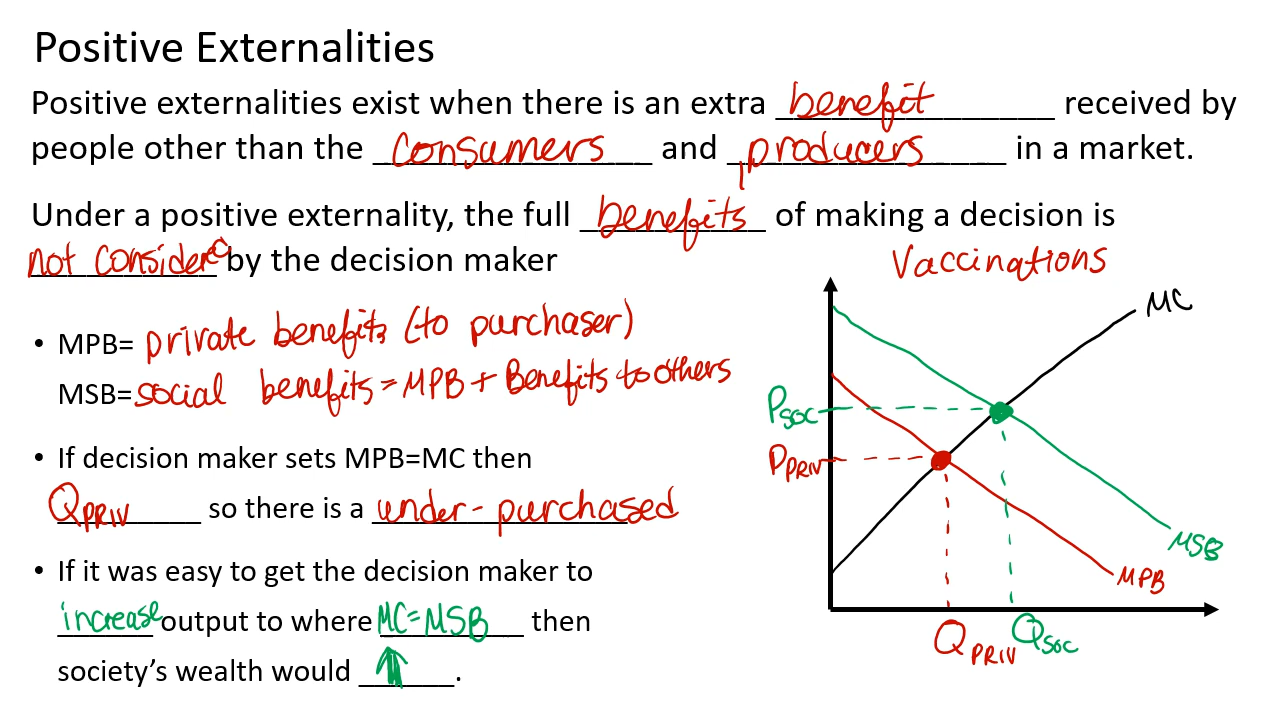 Positive Externalities
Positive externalities exist when there is an extra benefit received by
people other than the consumers and producers in a market.
Under a positive externality, the full benefits of making a decision is
not considered by the decision maker
Vaccinations
• MPB= private benefits (to purchaser)
MSB= social benefits = MPB + Benefits to others
• If decision maker sets MPB=MC then
QPRIV so there is a under-purchased
• If it was easy to get the decision maker to
increase output to where MC=MSB then
society's wealth would ↑.
MC
PSOC
PPRIV
MSB
MPB
QPRIV
QSOC